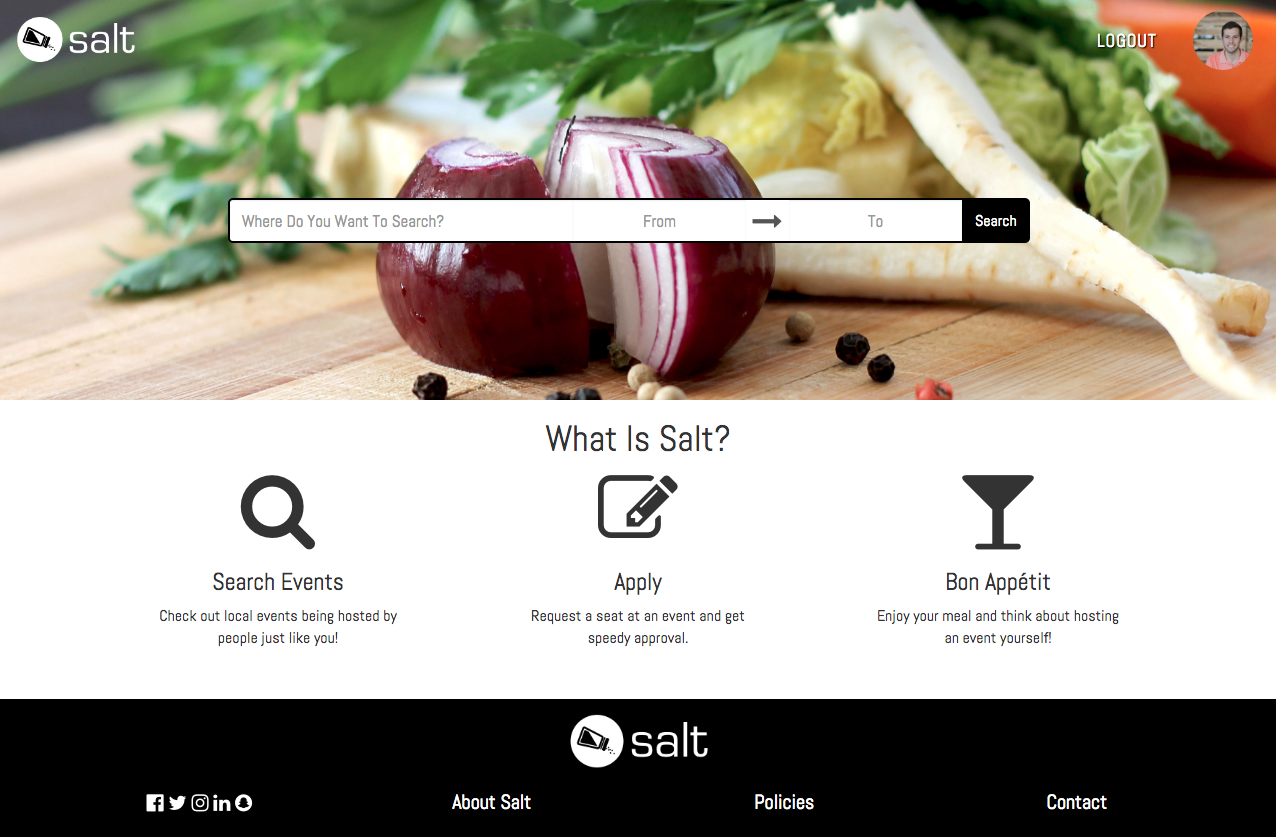 salt
LOGOUT
Where Do You Want To Search?
From
To
Search
What Is Salt?
Search Events
Check out local events being hosted by
people just like you!
Apply
Request a seat at an event and get
speedy approval.
Bon Appétit
Enjoy your meal and think about hosting
an event yourself!
salt
About Salt
Policies
Contact